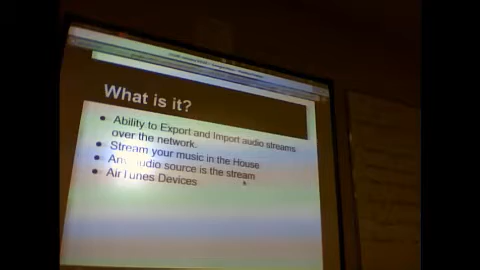 What is it?
Ability to Export and Import audio streams
over the network.
Stream your music in the House
Any audio source is the stream
AirTunes Devices